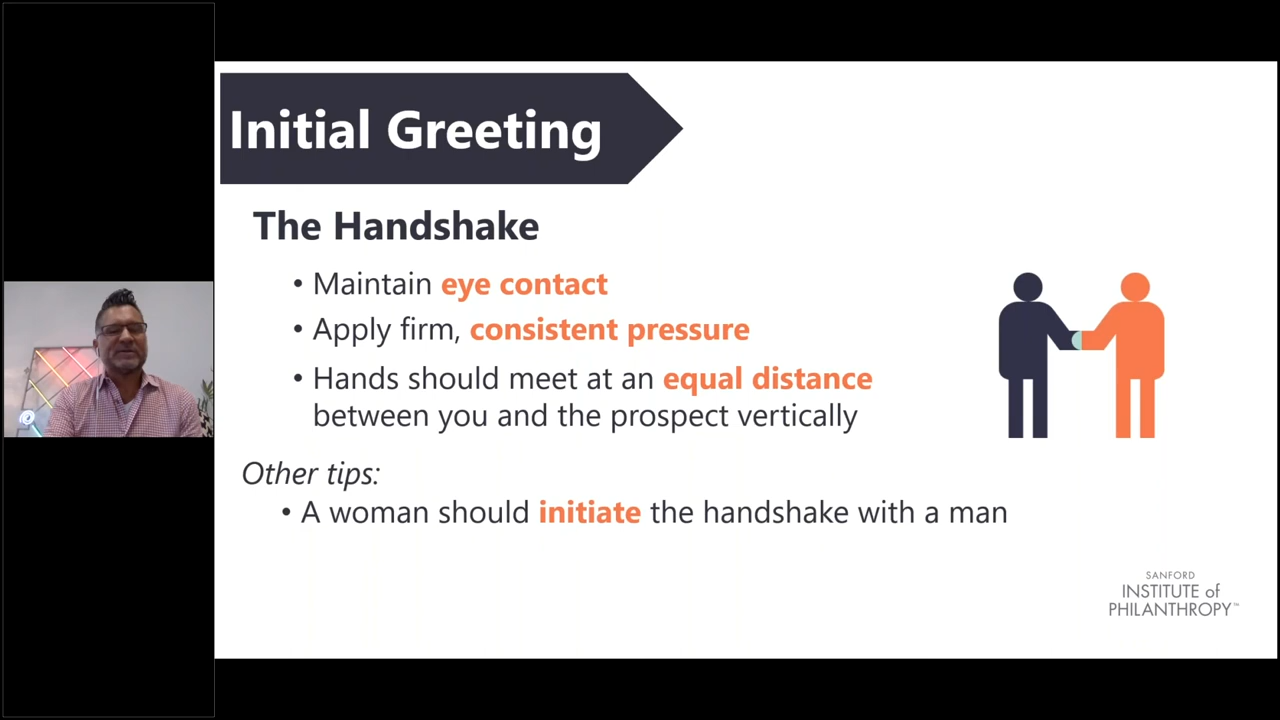 Initial Greeting
The Handshake
• Maintain eye contact
• Apply firm, consistent pressure
• Hands should meet at an equal distance
between you and the prospect vertically
Other tips:
• A woman should initiate the handshake with a man
SANFORD
INSTITUTE of
PHILANTHROPY™